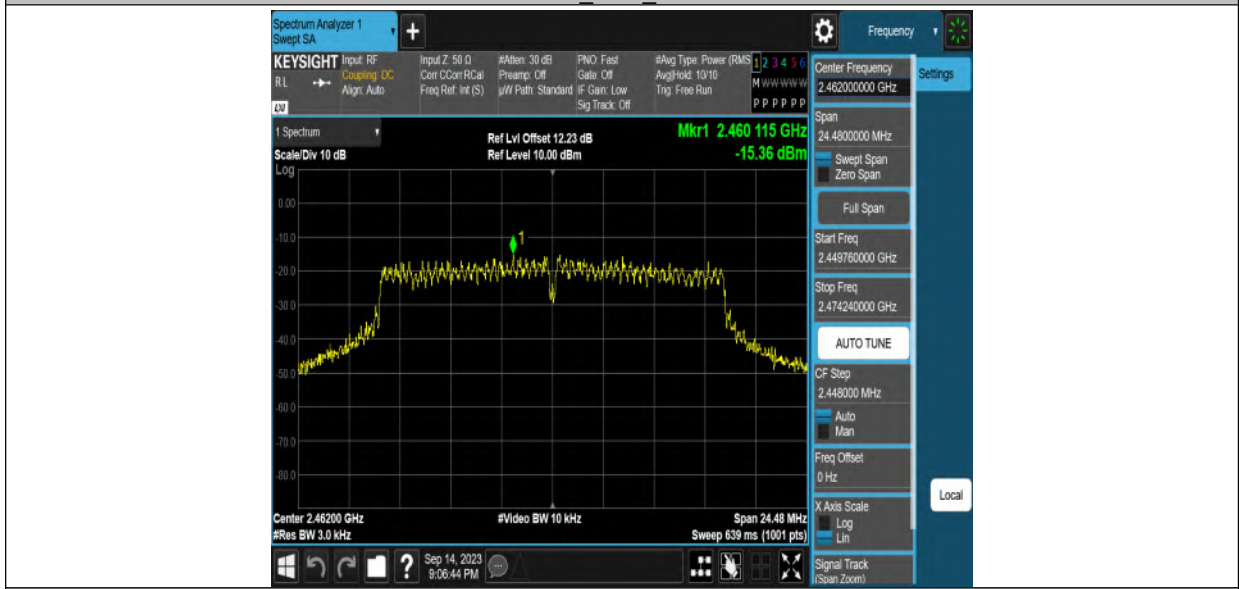 Spectrum Analyzer 1
Swept SA
+
Frequency
KEYSIGHT
RL
LXI
Input: RF
Coupling: DC
Align: Auto
Input Z: 50 Ω
Corr CCorr RCal
Freq Ref: Int (S)
#Atten: 30 dB
Preamp: Off
µW Path: Standard
PNO: Fast
Gate: Off
IF Gain: Low
Sig Track: Off
#Avg Type: Power (RMS
Avg|Hold: 10/10
Trig: Free Run
1 2 3 4 5 6
M W W W W W
P P P P P P
Center Frequency
2.462000000 GHz
Settings
1 Spectrum
Scale/Div 10 dB
Ref Lvl Offset 12.23 dB
Ref Level 10.00 dBm
Mkr1 2.460 115 GHz
-15.36 dBm
Log
0.00
-10.0
-20.0
-30.0
-40.0
-50.0
-60.0
-70.0
-80.0
1
Center 2.46200 GHz
#Res BW 3.0 kHz
#Video BW 10 kHz
Span 24.48 MHz
Sweep 639 ms (1001 pts)
Span
24.4800000 MHz
Swept Span
Zero Span
Full Span
Start Freq
2.449760000 GHz
Stop Freq
2.474240000 GHz
AUTO TUNE
CF Step
2.448000 MHz
Auto
Man
Freq Offset
0 Hz
X Axis Scale
Log
Lin
Signal Track
(Span Zoom)
Local
?
Sep 14, 2023
9:06:44 PM